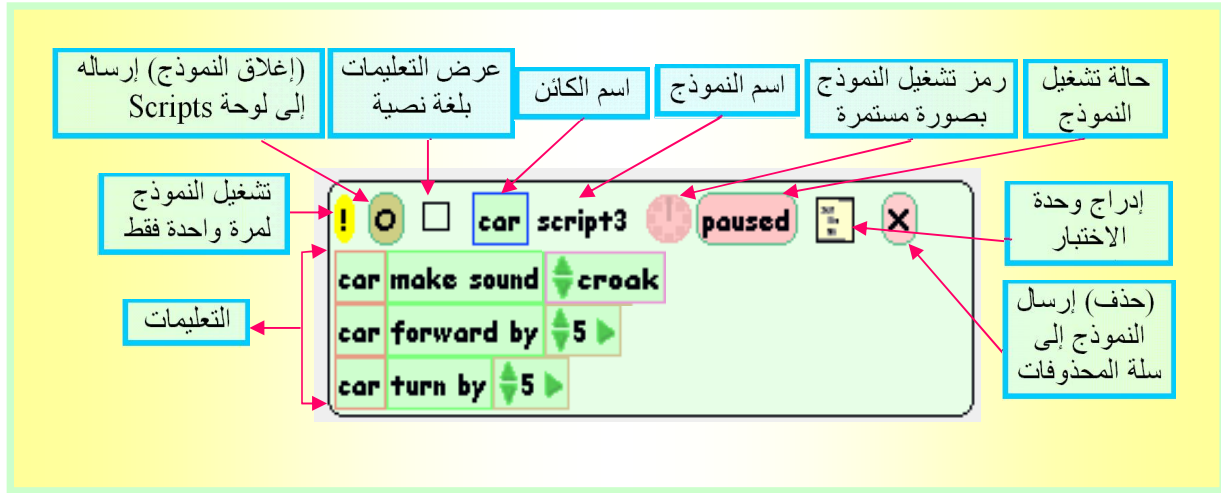 حالة تشغيل
النموذج
رمز تشغيل النموذج
بصورة مستمرة
اسم النموذج
اسم الكائن
عرض التعليمات
بلغة نصية
(إغلاق النموذج) إرساله
إلى لوحة Scripts
تشغيل النموذج
لمرة واحدة فقط
! O car script3 paused X
إدراج وحدة
الاختبار
car make sound croak
car forward by 5
car turn by 5
التعليمات
(حذف) إرسال
النموذج إلى
سلة المحذوفات